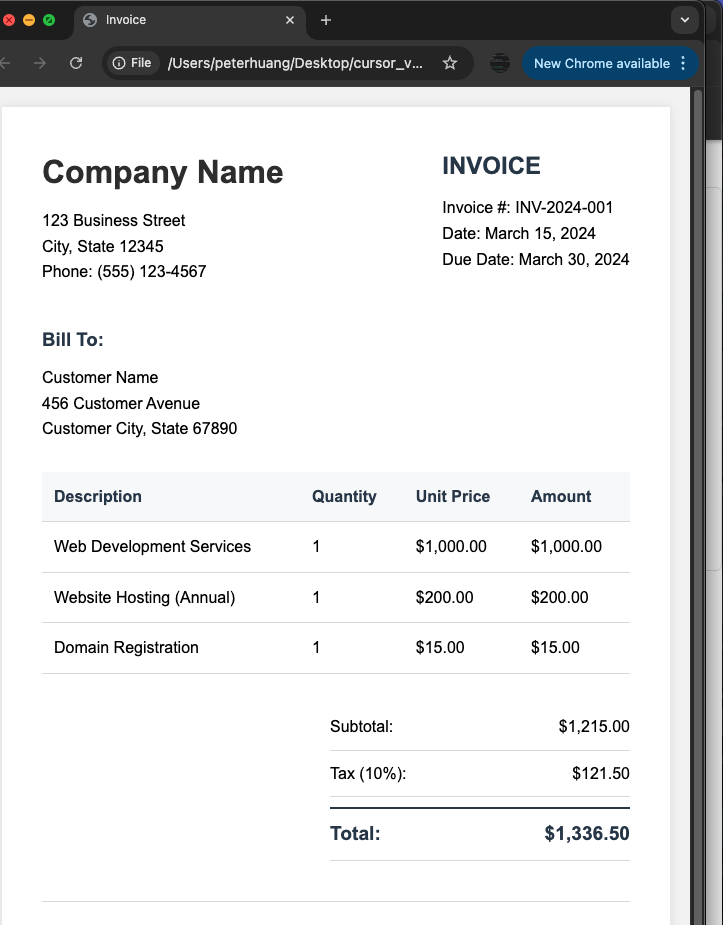 Invoice
File
/Users/peterhuang/Desktop/cursor_v...
New Chrome available
Company Name
123 Business Street
City, State 12345
Phone: (555) 123-4567
INVOICE
Invoice #: INV-2024-001
Date: March 15, 2024
Due Date: March 30, 2024
Bill To:
Customer Name
456 Customer Avenue
Customer City, State 67890
Description Quantity Unit Price Amount
Web Development Services 1 $1,000.00 $1,000.00
Website Hosting (Annual) 1 $200.00 $200.00
Domain Registration 1 $15.00 $15.00
Subtotal: $1,215.00
Tax (10%): $121.50
Total: $1,336.50